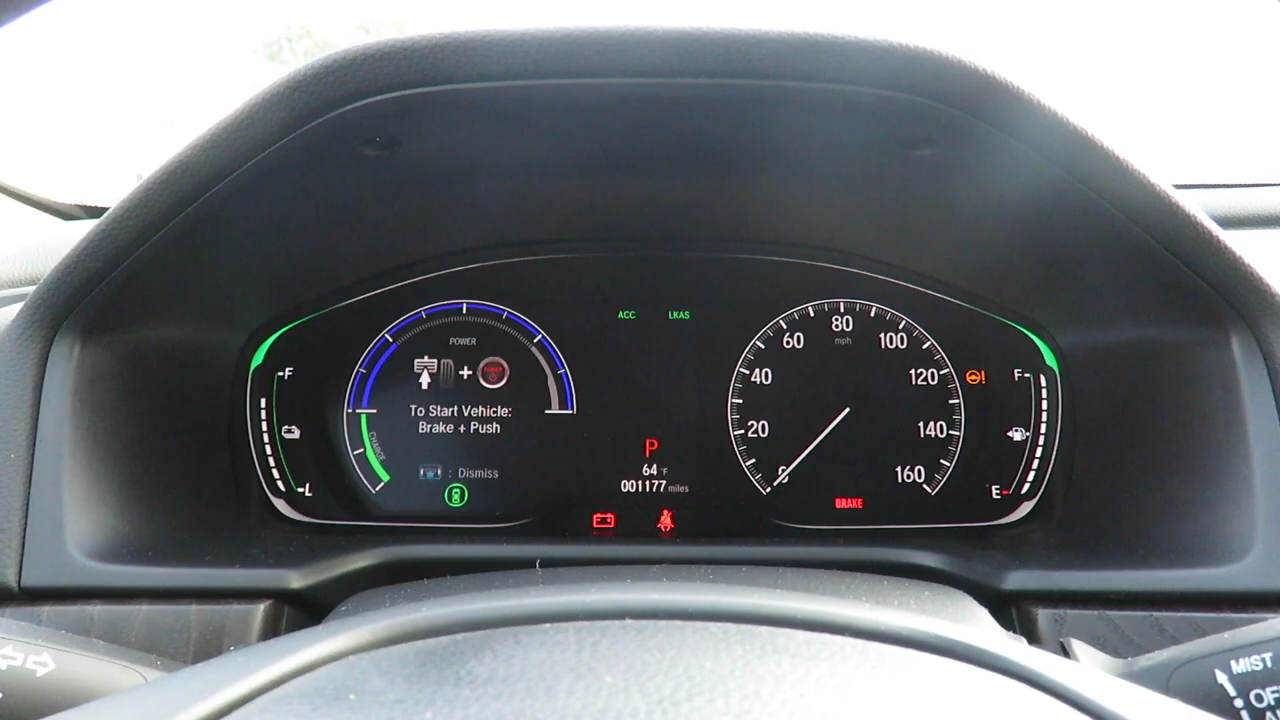 ACC LKAS
POWER
To Start Vehicle:
Brake + Push
: Dismiss
CHARGE
F
L
P
64 °F
001177 miles
0
20
40
60
80
100
120
140
160
mph
BRAKE
F
E
MIST